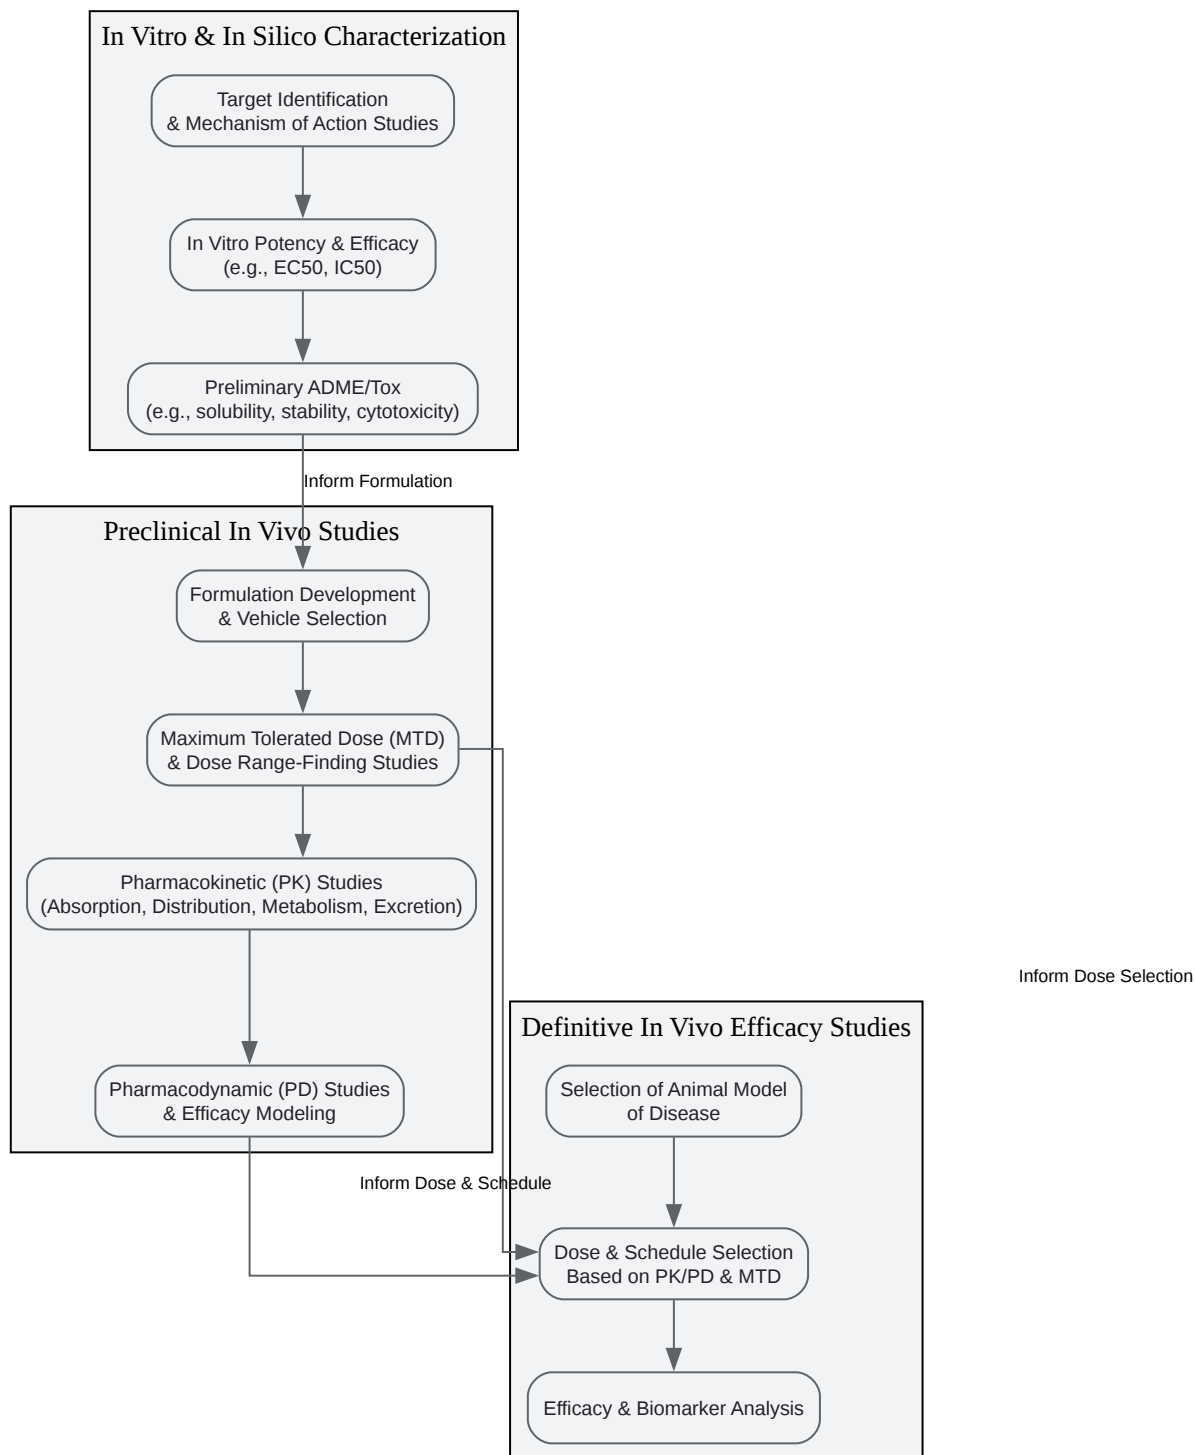 In Vitro & In Silico Characterization
Target Identification
& Mechanism of Action Studies
In Vitro Potency & Efficacy
(e.g., EC50, IC50)
Preliminary ADME/Tox
(e.g., solubility, stability, cytotoxicity)
Inform Formulation
Preclinical In Vivo Studies
Formulation Development
& Vehicle Selection
Maximum Tolerated Dose (MTD)
& Dose Range-Finding Studies
Pharmacokinetic (PK) Studies
(Absorption, Distribution, Metabolism, Excretion)
Inform Dose Selection
Pharmacodynamic (PD) Studies
& Efficacy Modeling
Inform Dose & Schedule
Definitive In Vivo Efficacy Studies
Selection of Animal Model
of Disease
Dose & Schedule Selection
Based on PK/PD & MTD
Efficacy & Biomarker Analysis